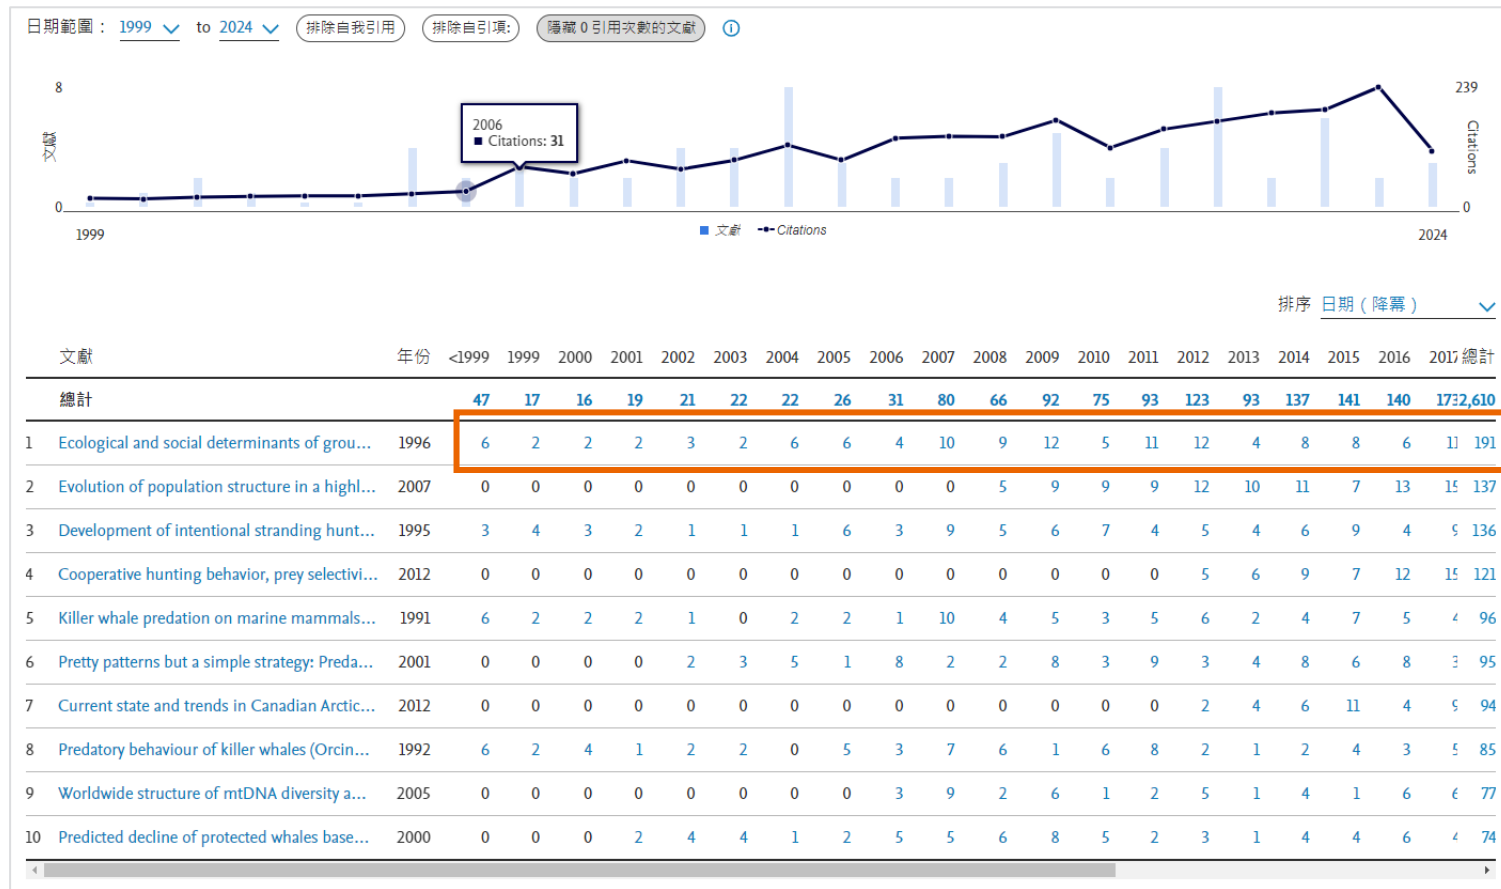 日期範圍： 1999 to 2024 排除自我引用 排除自引項: 隱藏 0 引用次數的文獻
8 239
2006
Citations: 31
文獻
Citations
0 0
1999 2024
文獻 Citations
排序 日期 ( 降冪 )
文獻 年份 <1999 1999 2000 2001 2002 2003 2004 2005 2006 2007 2008 2009 2010 2011 2012 2013 2014 2015 2016 2017 總計
總計 47 17 16 19 21 22 22 26 31 80 66 92 75 93 123 93 137 141 140 173 2,610
1 Ecological and social determinants of grou... 1996 6 2 2 2 3 2 6 6 4 10 9 12 5 11 12 4 8 8 6 11 191
2 Evolution of population structure in a highl... 2007 0 0 0 0 0 0 0 0 0 0 5 9 9 9 12 10 11 7 13 15 137
3 Development of intentional stranding hunt... 1995 3 4 3 2 1 1 1 6 3 9 5 6 7 4 5 4 6 9 4 9 136
4 Cooperative hunting behavior, prey selectivi... 2012 0 0 0 0 0 0 0 0 0 0 0 0 0 0 5 6 9 7 12 15 121
5 Killer whale predation on marine mammals... 1991 6 2 2 2 1 0 2 2 1 10 4 5 3 5 6 2 4 7 5 4 96
6 Pretty patterns but a simple strategy: Preda... 2001 0 0 0 0 2 3 5 1 8 2 2 8 3 9 3 4 8 6 8 3 95
7 Current state and trends in Canadian Arctic... 2012 0 0 0 0 0 0 0 0 0 0 0 0 0 0 2 4 6 11 4 9 94
8 Predatory behaviour of killer whales (Orcin... 1992 6 2 4 1 2 2 0 5 3 7 6 1 6 8 2 1 2 4 3 5 85
9 Worldwide structure of mtDNA diversity a... 2005 0 0 0 0 0 0 0 0 3 9 2 6 1 2 5 1 4 1 6 6 77
10 Predicted decline of protected whales base... 2000 0 0 0 2 4 4 1 2 5 5 6 8 5 2 3 1 4 4 6 4 74